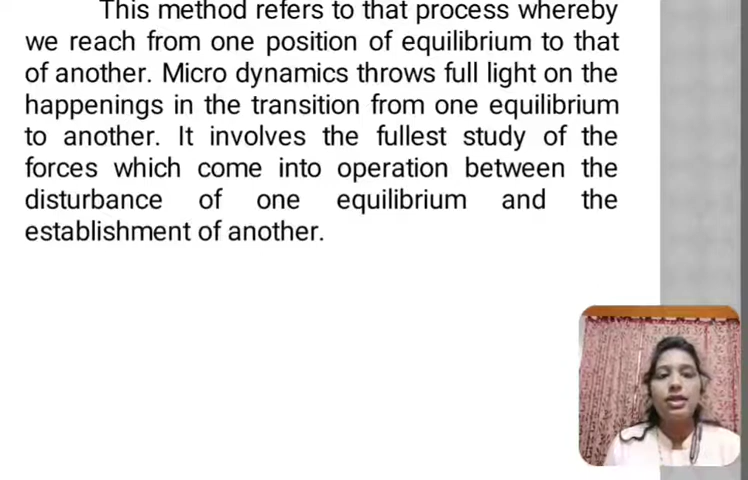 This method refers to that process whereby
we reach from one position of equilibrium to that
of another. Micro dynamics throws full light on the
happenings in the transition from one equilibrium
to another. It involves the fullest study of the
forces which come into operation between the
disturbance of one equilibrium and the
establishment of another.